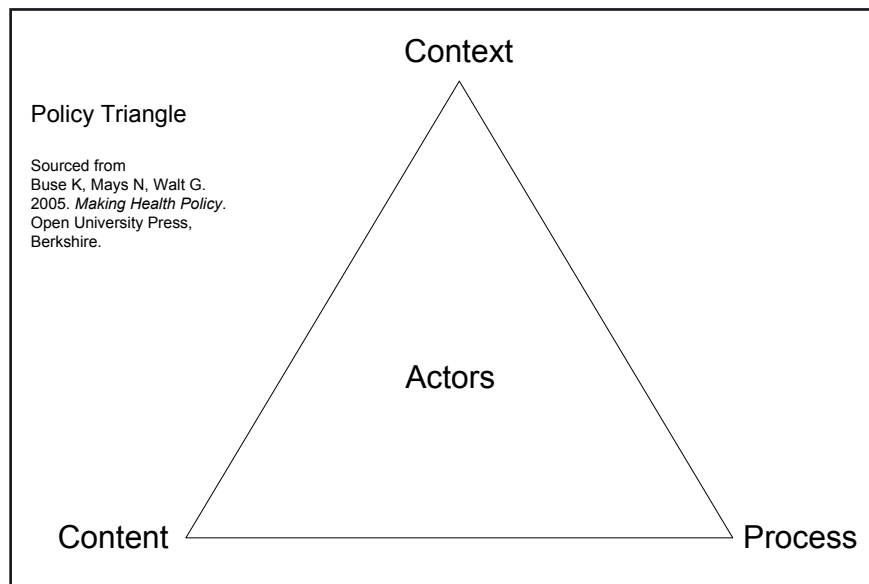 Context
Policy Triangle
Sourced from
Buse K, Mays N, Walt G.
2005. Making Health Policy.
Open University Press,
Berkshire.
Actors
Content
Process